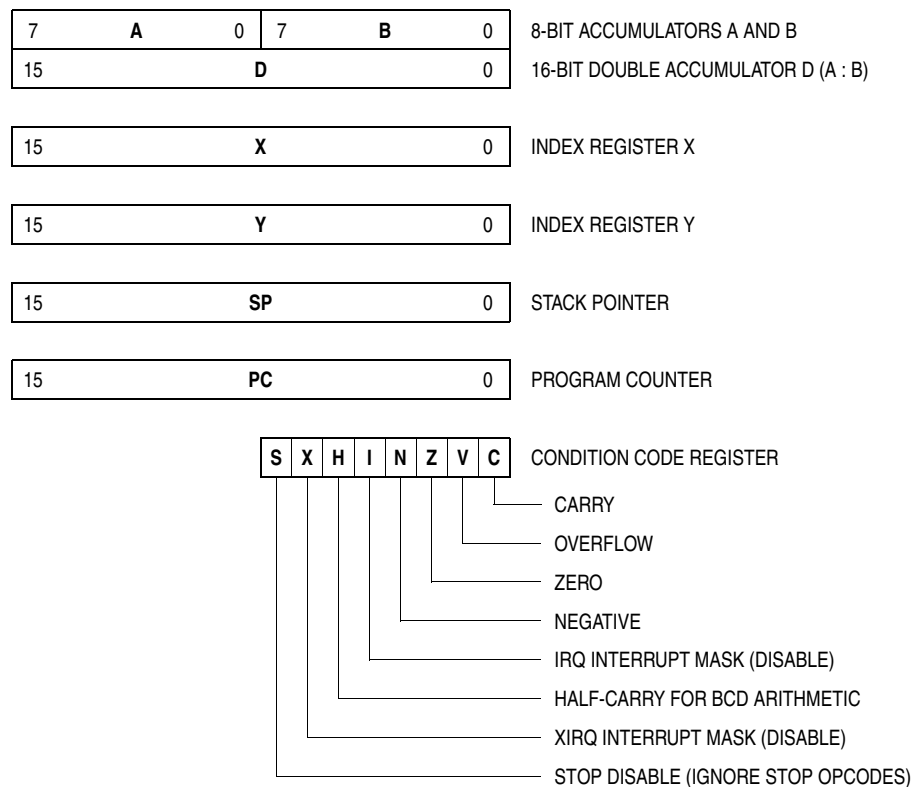 7 A 0 7 B 0 8-BIT ACCUMULATORS A AND B
15 D 0 16-BIT DOUBLE ACCUMULATOR D (A : B)
15 X 0 INDEX REGISTER X
15 Y 0 INDEX REGISTER Y
15 SP 0 STACK POINTER
15 PC 0 PROGRAM COUNTER
S X H I N Z V C CONDITION CODE REGISTER
CARRY
OVERFLOW
ZERO
NEGATIVE
IRQ INTERRUPT MASK (DISABLE)
HALF-CARRY FOR BCD ARITHMETIC
XIRQ INTERRUPT MASK (DISABLE)
STOP DISABLE (IGNORE STOP OPCODES)